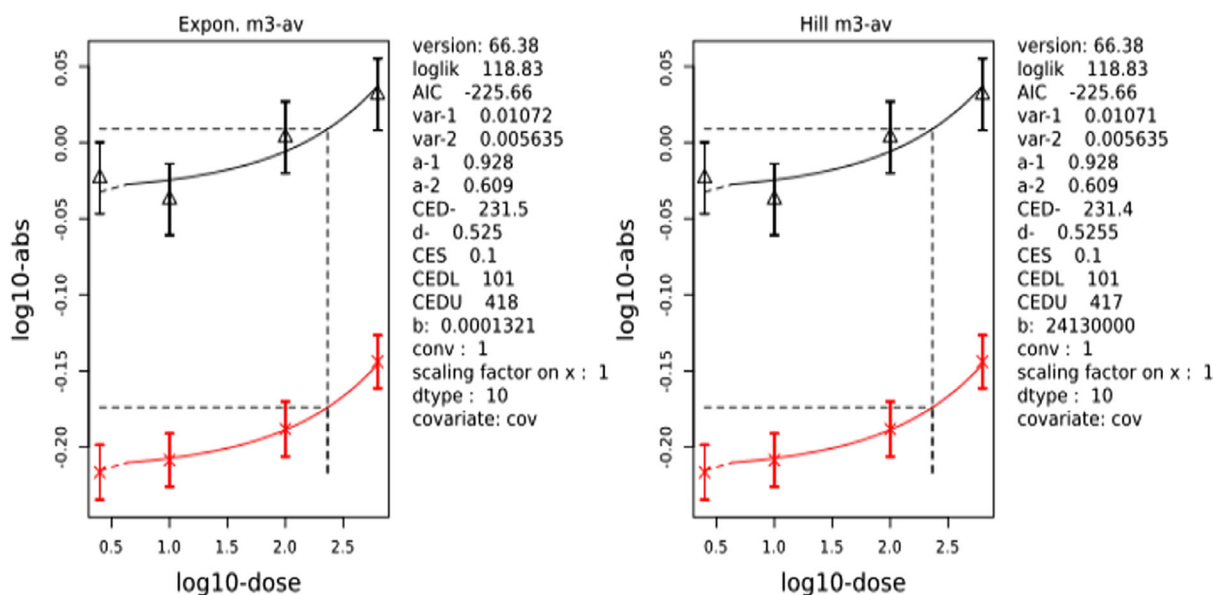 Expon. m3-av
version: 66.38
loglik 118.83
AIC -225.66
var-1 0.01072
var-2 0.005635
a-1 0.928
a-2 0.609
CED- 231.5
d- 0.525
CES 0.1
CEDL 101
CEDU 418
b: 0.0001321
conv : 1
scaling factor on x : 1
dtype : 10
covariate: cov
log10-abs
0.05
0.00
-0.05
-0.10
-0.15
-0.20
0.5 1.0 1.5 2.0 2.5
log10-dose
Hill m3-av
version: 66.38
loglik 118.83
AIC -225.66
var-1 0.01071
var-2 0.005635
a-1 0.928
a-2 0.609
CED- 231.4
d- 0.5255
CES 0.1
CEDL 101
CEDU 417
b: 24130000
conv : 1
scaling factor on x : 1
dtype : 10
covariate: cov
log10-abs
0.05
0.00
-0.05
-0.10
-0.15
-0.20
0.5 1.0 1.5 2.0 2.5
log10-dose